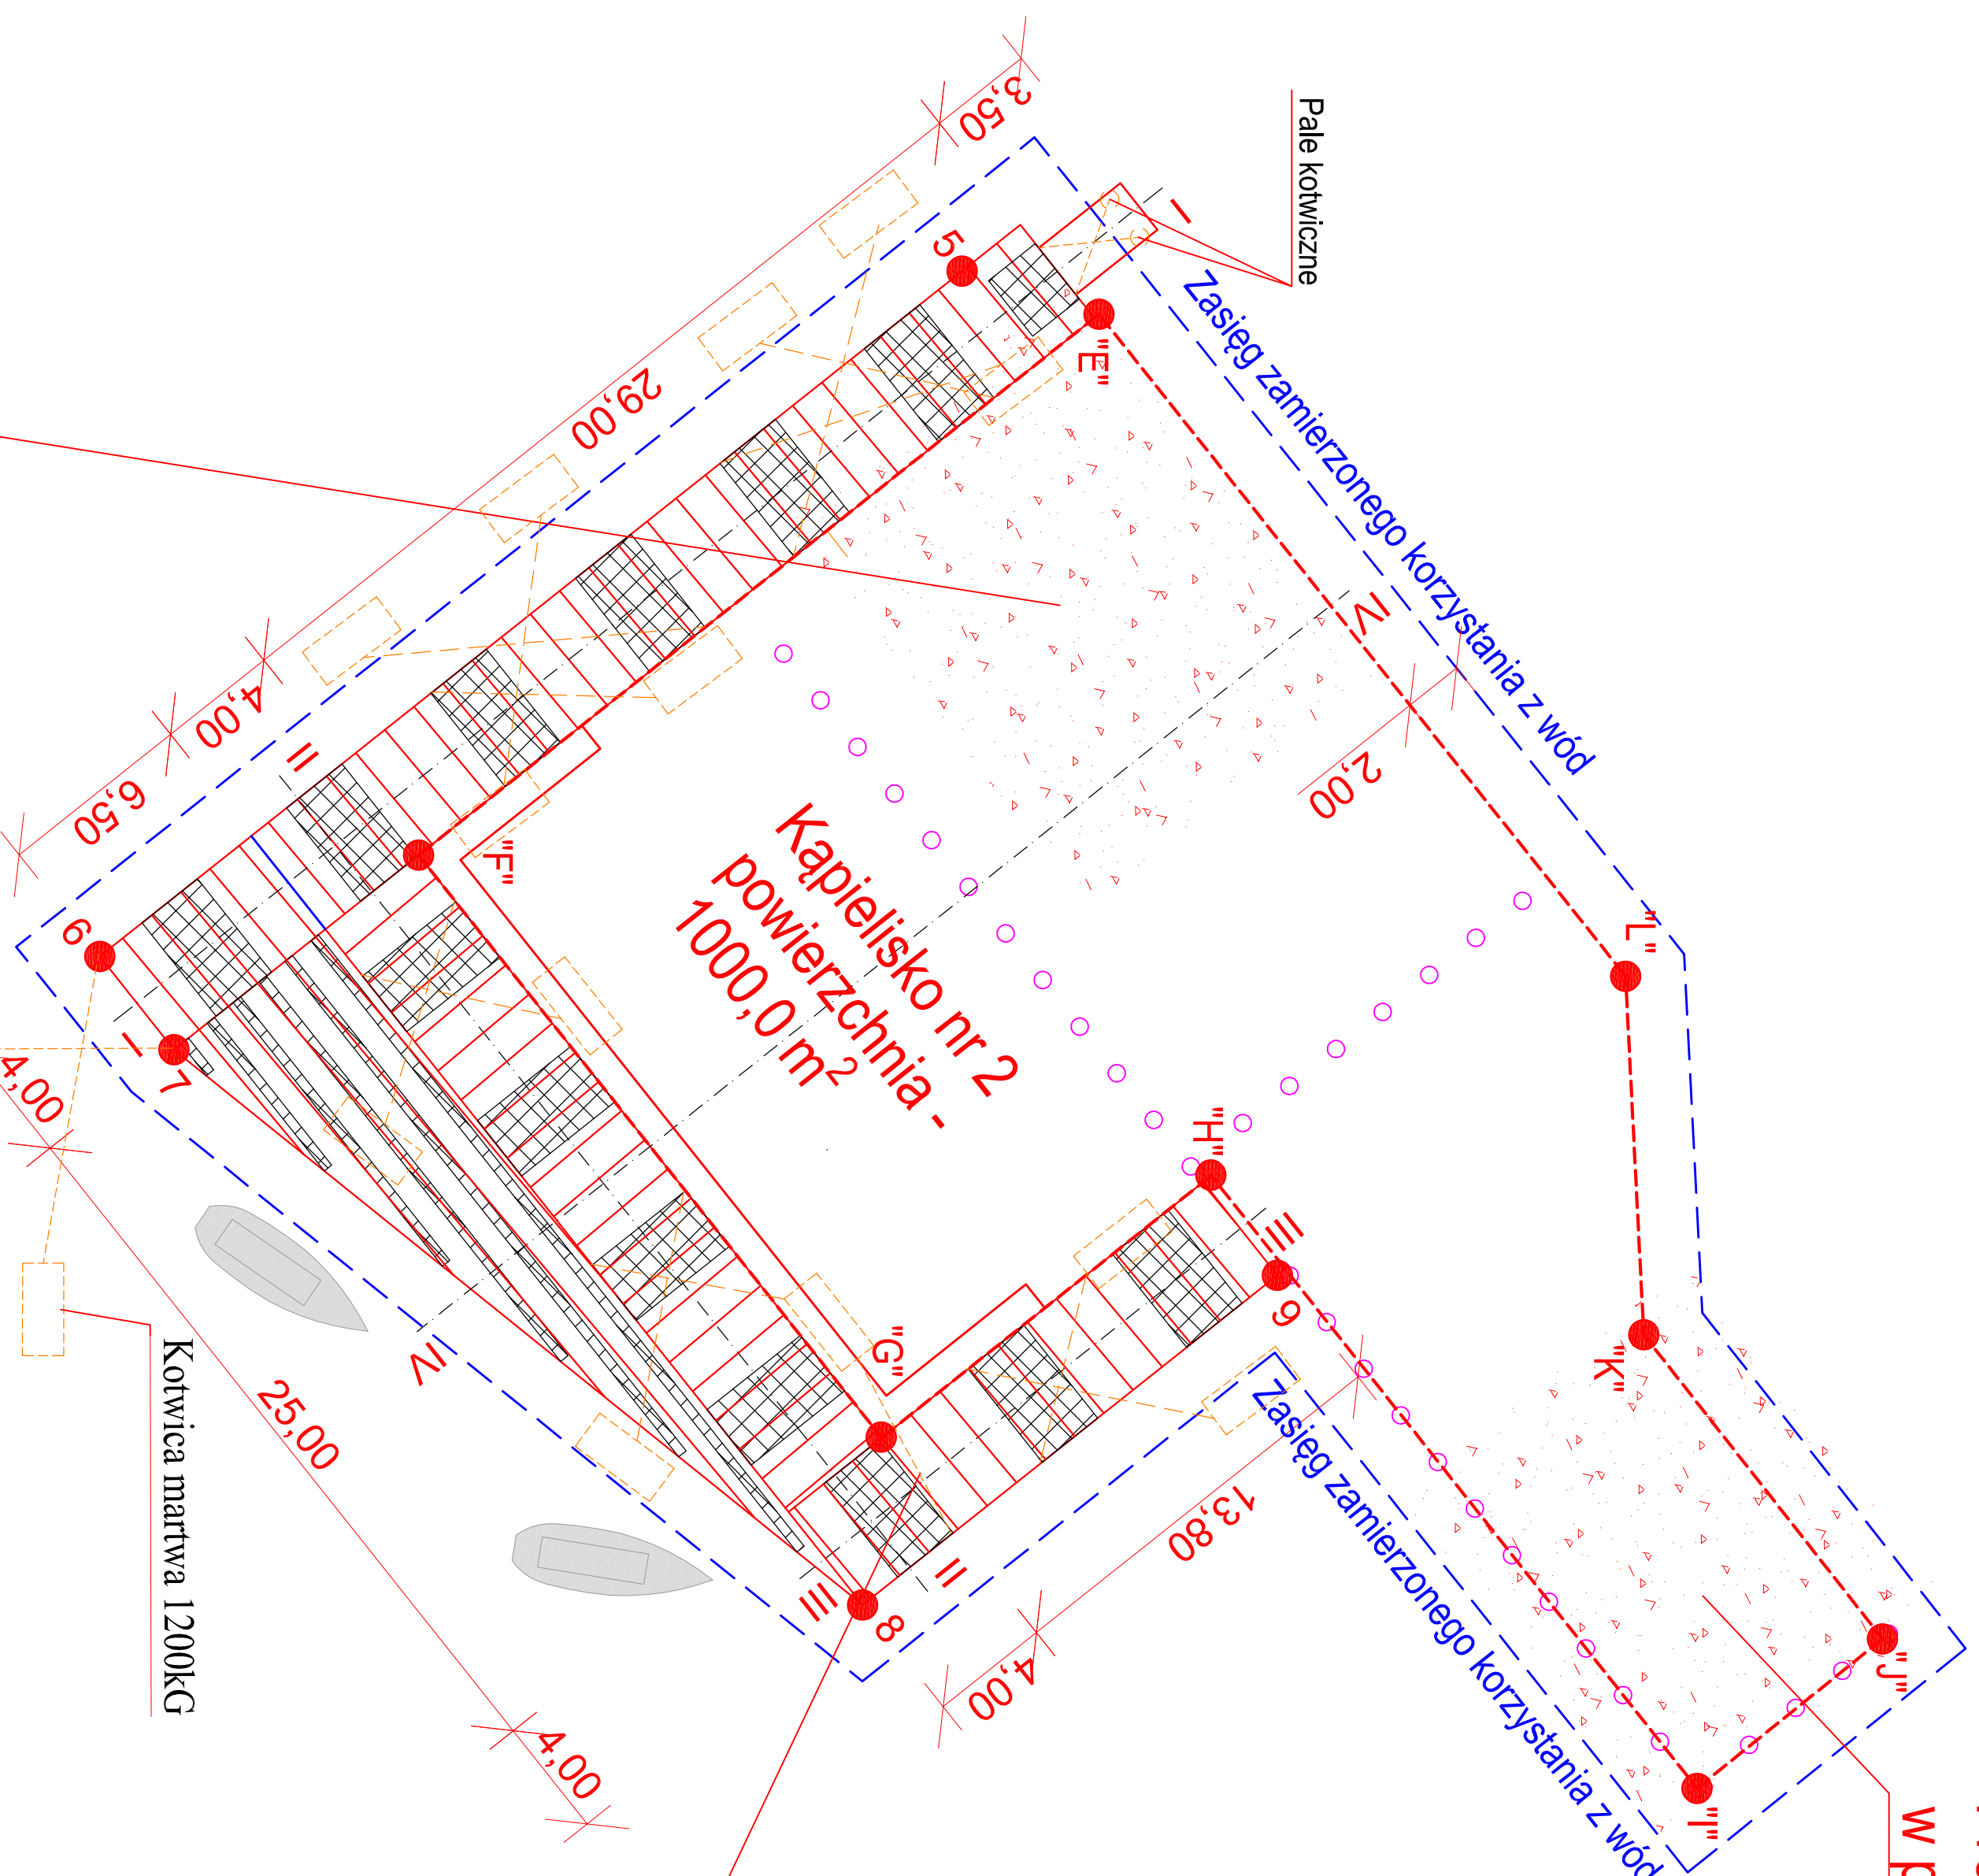 Pale kotwiczne
3,50
I
5
"E"
Zasięg zamierzonego korzystania z wód
29,00
IV
2,00
4,00
II
6,50
"F"
"L"
Kąpielisko nr 2
powierzchnia -
1000,0 m²
6
I
7
4,00
"H"
III
9
"K"
"G"
IV
Kotwica martwa 1200kG
25,00
Zasięg zamierzonego korzystania z wód
13,80
II
III
8
4,00
4,00
"J"
"I"
w p